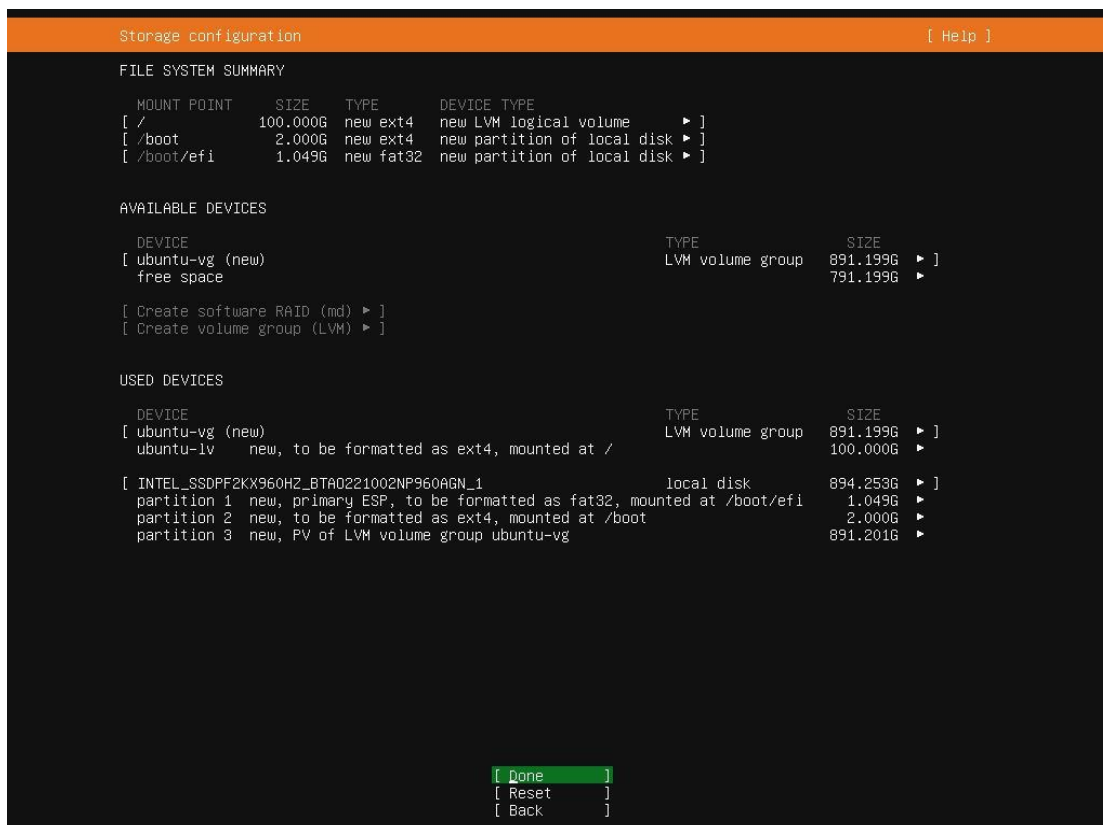 Storage configuration [ Help ]
FILE SYSTEM SUMMARY
MOUNT POINT SIZE TYPE DEVICE TYPE
[ / 100.000G new ext4 new LVM logical volume ▸ ]
[ /boot 2.000G new ext4 new partition of local disk ▸ ]
[ /boot/efi 1.049G new fat32 new partition of local disk ▸ ]
AVAILABLE DEVICES
DEVICE TYPE SIZE
[ ubuntu-vg (new) LVM volume group 891.199G ▸ ]
free space 791.199G ▸
[ Create software RAID (md) ▸ ]
[ Create volume group (LVM) ▸ ]
USED DEVICES
DEVICE TYPE SIZE
[ ubuntu-vg (new) LVM volume group 891.199G ▸ ]
ubuntu-lv new, to be formatted as ext4, mounted at / 100.000G ▸
[ INTEL_SSDPF2KX960HZ_BTAO221002NP960AGN_1 local disk 894.253G ▸ ]
partition 1 new, primary ESP, to be formatted as fat32, mounted at /boot/efi 1.049G ▸
partition 2 new, to be formatted as ext4, mounted at /boot 2.000G ▸
partition 3 new, PV of LVM volume group ubuntu-vg 891.201G ▸
[ Done ]
[ Reset ]
[ Back ]